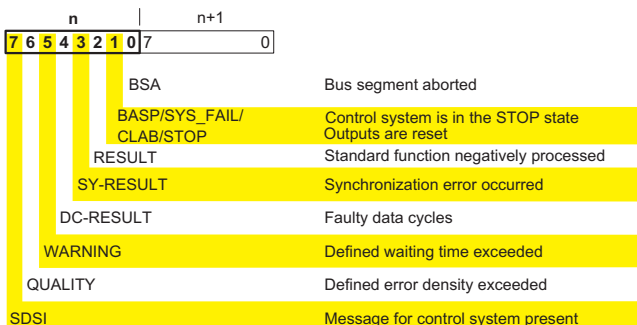 n n+1
7 6 5 4 3 2 1 0 7 0
BSA Bus segment aborted
BASP/SYS_FAIL/ Control system is in the STOP state
CLAB/STOP Outputs are reset
RESULT Standard function negatively processed
SY-RESULT Synchronization error occurred
DC-RESULT Faulty data cycles
WARNING Defined waiting time exceeded
QUALITY Defined error density exceeded
SDSI Message for control system present